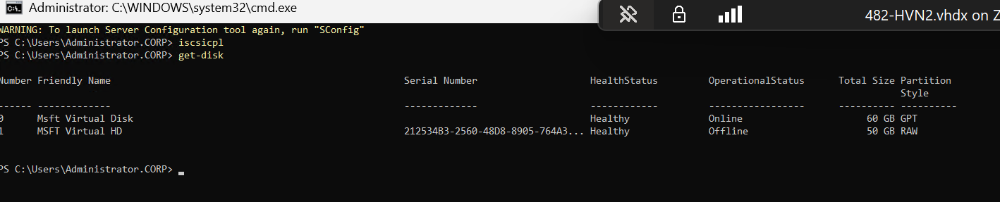 Administrator: C:\WINDOWS\system32\cmd.exe
482-HVN2.vhdx on Z
WARNING: To launch Server Configuration tool again, run "SConfig"
PS C:\Users\Administrator.CORP> iscsicpl
PS C:\Users\Administrator.CORP> get-disk
Number Friendly Name Serial Number HealthStatus OperationalStatus Total Size Partition
Style
------ ------------- ------------- ------------ ----------------- ---------- ----------
0 Msft Virtual Disk Healthy Online 60 GB GPT
1 MSFT Virtual HD 212534B3-2560-48D8-8905-764A3... Healthy Offline 50 GB RAW
PS C:\Users\Administrator.CORP>